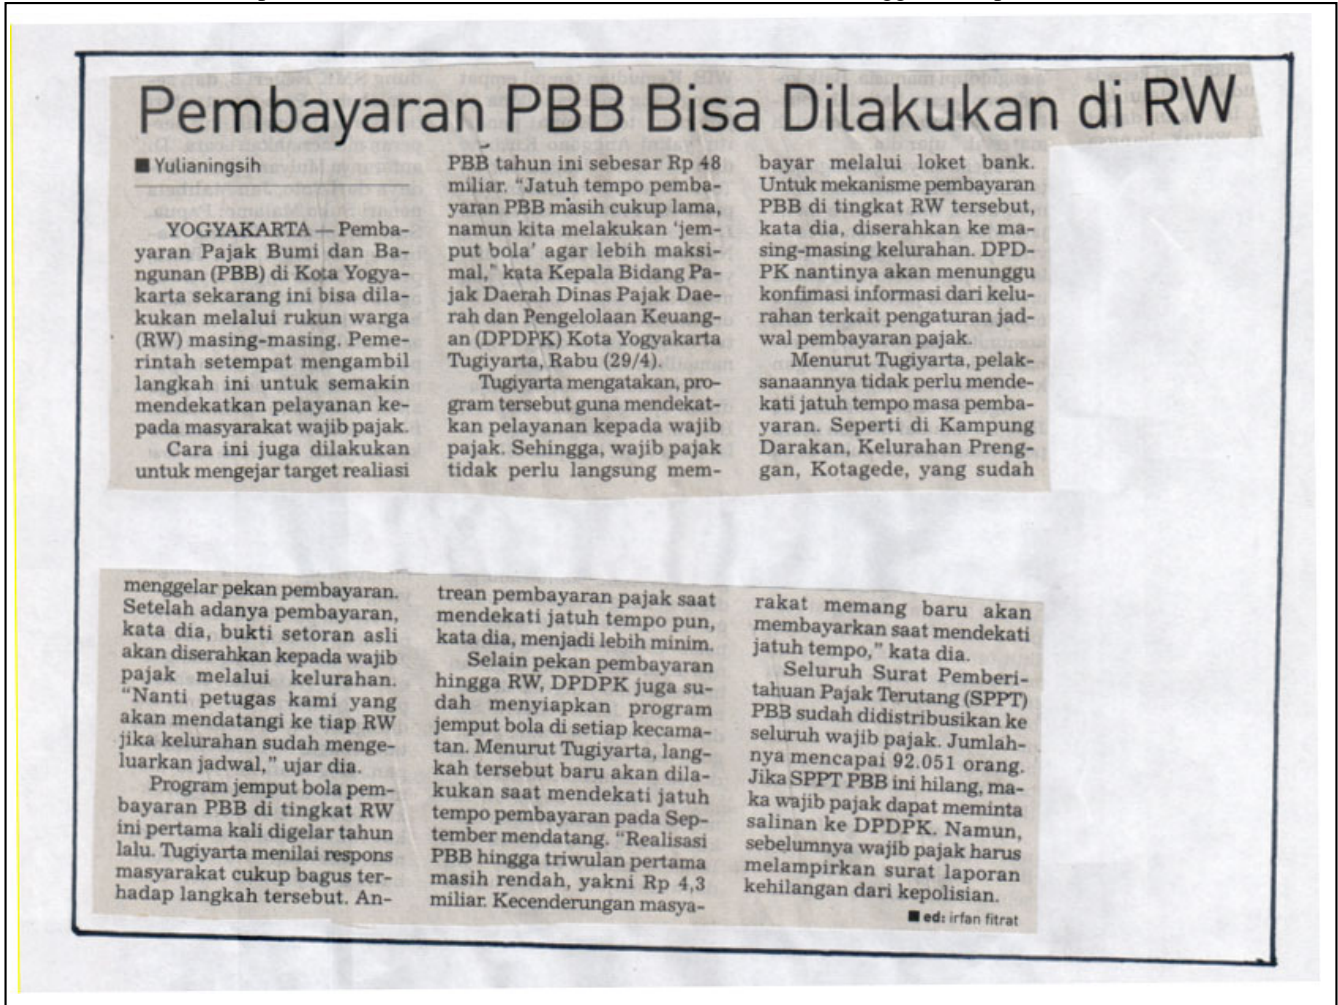 Pembayaran PBB Bisa Dilakukan di RW
■ Yulianingsih
YOGYAKARTA — Pemba-
yaran Pajak Bumi dan Ba-
ngunan (PBB) di Kota Yogya-
karta sekarang ini bisa dila-
kukan melalui rukun warga
(RW) masing-masing. Peme-
rintah setempat mengambil
langkah ini untuk semakin
mendekatkan pelayanan ke-
pada masyarakat wajib pajak.
Cara ini juga dilakukan
untuk mengejar target realiasi
PBB tahun ini sebesar Rp 48
miliar. “Jatuh tempo pemba-
yaran PBB masih cukup lama,
namun kita melakukan ‘jem-
put bola’ agar lebih maksi-
mal,” kata Kepala Bidang Pa-
jak Daerah Dinas Pajak Dae-
rah dan Pengelolaan Keuang-
an (DPDPK) Kota Yogyakarta
Tugiyarta, Rabu (29/4).
Tugiyarta mengatakan, pro-
gram tersebut guna mendekat-
kan pelayanan kepada wajib
pajak. Sehingga, wajib pajak
tidak perlu langsung mem-
bayar melalui loket bank.
Untuk mekanisme pembayaran
PBB di tingkat RW tersebut,
kata dia, diserahkan ke ma-
sing-masing kelurahan. DPD-
PK nantinya akan menunggu
konfimasi informasi dari kelu-
rahan terkait pengaturan jad-
wal pembayaran pajak.
Menurut Tugiyarta, pelak-
sanaannya tidak perlu mende-
kati jatuh tempo masa pemba-
yaran. Seperti di Kampung
Darakan, Kelurahan Preng-
gan, Kotagede, yang sudah
menggelar pekan pembayaran.
Setelah adanya pembayaran,
kata dia, bukti setoran asli
akan diserahkan kepada wajib
pajak melalui kelurahan.
“Nanti petugas kami yang
akan mendatangi ke tiap RW
jika kelurahan sudah menge-
luarkan jadwal,” ujar dia.
Program jemput bola pem-
bayaran PBB di tingkat RW
ini pertama kali digelar tahun
lalu. Tugiyarta menilai respons
masyarakat cukup bagus ter-
hadap langkah tersebut. An-
trean pembayaran pajak saat
mendekati jatuh tempo pun,
kata dia, menjadi lebih minim.
Selain pekan pembayaran
hingga RW, DPDPK juga su-
dah menyiapkan program
jemput bola di setiap kecama-
tan. Menurut Tugiyarta, lang-
kah tersebut baru akan dila-
kukan saat mendekati jatuh
tempo pembayaran pada Sep-
tember mendatang. “Realisasi
PBB hingga triwulan pertama
masih rendah, yakni Rp 4,3
miliar. Kecenderungan masya-
rakat memang baru akan
membayarkan saat mendekati
jatuh tempo,” kata dia.
Seluruh Surat Pemberi-
tahuan Pajak Terutang (SPPT)
PBB sudah didistribusikan ke
seluruh wajib pajak. Jumlah-
nya mencapai 92.051 orang.
Jika SPPT PBB ini hilang, ma-
ka wajib pajak dapat meminta
salinan ke DPDPK. Namun,
sebelumnya wajib pajak harus
melampirkan surat laporan
kehilangan dari kepolisian.
■ ed: irfan fitrat